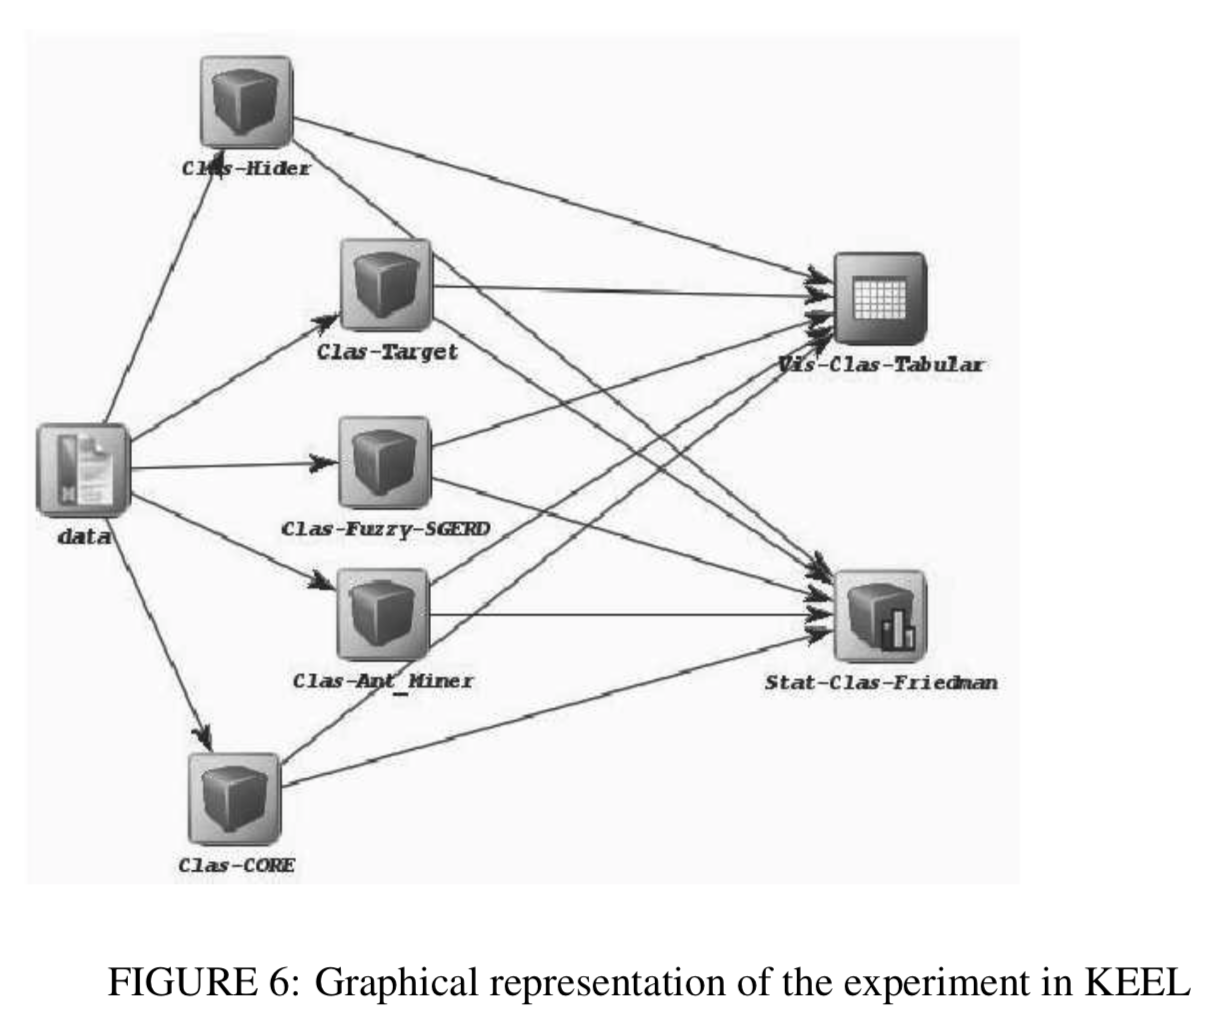 Clas-Hider
Clas-Target
Vis-Clas-Tabular
Clas-Fuzzy-SGERD
data
Clas-Ant_Miner
Stat-Clas-Friedman
Clas-CORE
FIGURE 6: Graphical representation of the experiment in KEEL